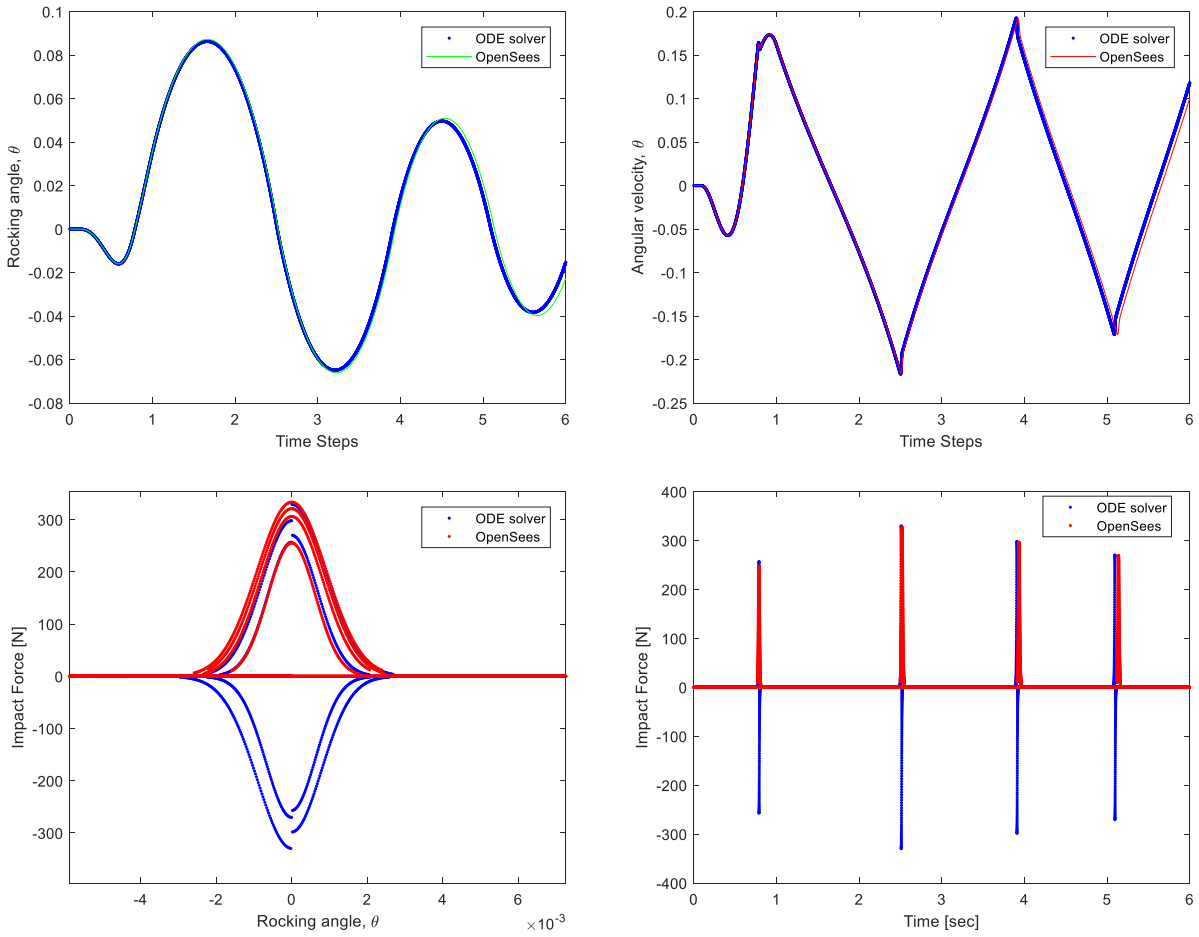 0.1
0.08
0.06
0.04
0.02
0
-0.02
-0.04
-0.06
-0.08
Rocking angle, θ
0 1 2 3 4 5 6
Time Steps
ODE solver
OpenSees
0.2
0.15
0.1
0.05
0
-0.05
-0.1
-0.15
-0.2
-0.25
Angular velocity, θ
0 1 2 3 4 5 6
Time Steps
ODE solver
OpenSees
300
200
100
0
-100
-200
-300
Impact Force [N]
-4 -2 0 2 4 6
Rocking angle, θ
×10⁻³
ODE solver
OpenSees
400
300
200
100
0
-100
-200
-300
-400
Impact Force [N]
0 1 2 3 4 5 6
Time [sec]
ODE solver
OpenSees